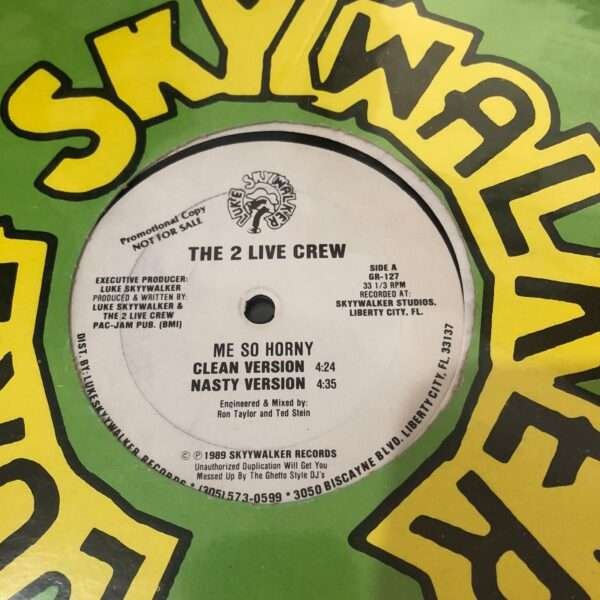 SKYYWALKER
LUKE SKYYWALKER
Promotional Copy
NOT FOR SALE
THE 2 LIVE CREW
EXECUTIVE PRODUCER:
LUKE SKYYWALKER
PRODUCED & WRITTEN BY:
LUKE SKYYWALKER &
THE 2 LIVE CREW
PAC-JAM PUB. (BMI)
SIDE A
GR-127
33 1/3 RPM
RECORDED AT:
SKYYWALKER STUDIOS.
LIBERTY CITY, FL.
ME SO HORNY
CLEAN VERSION 4:24
NASTY VERSION 4:35
Engineered & Mixed by:
Ron Taylor and Ted Stein
© ℗ 1989 SKYYWALKER RECORDS
Unauthorized Duplication Will Get You
Messed Up By The Ghetto Style DJ's
DIST. BY: LUKE SKYYWALKER RECORDS * (305) 573-0599 * 3050 BISCAYNE BLVD. LIBERTY CITY, FL 33137